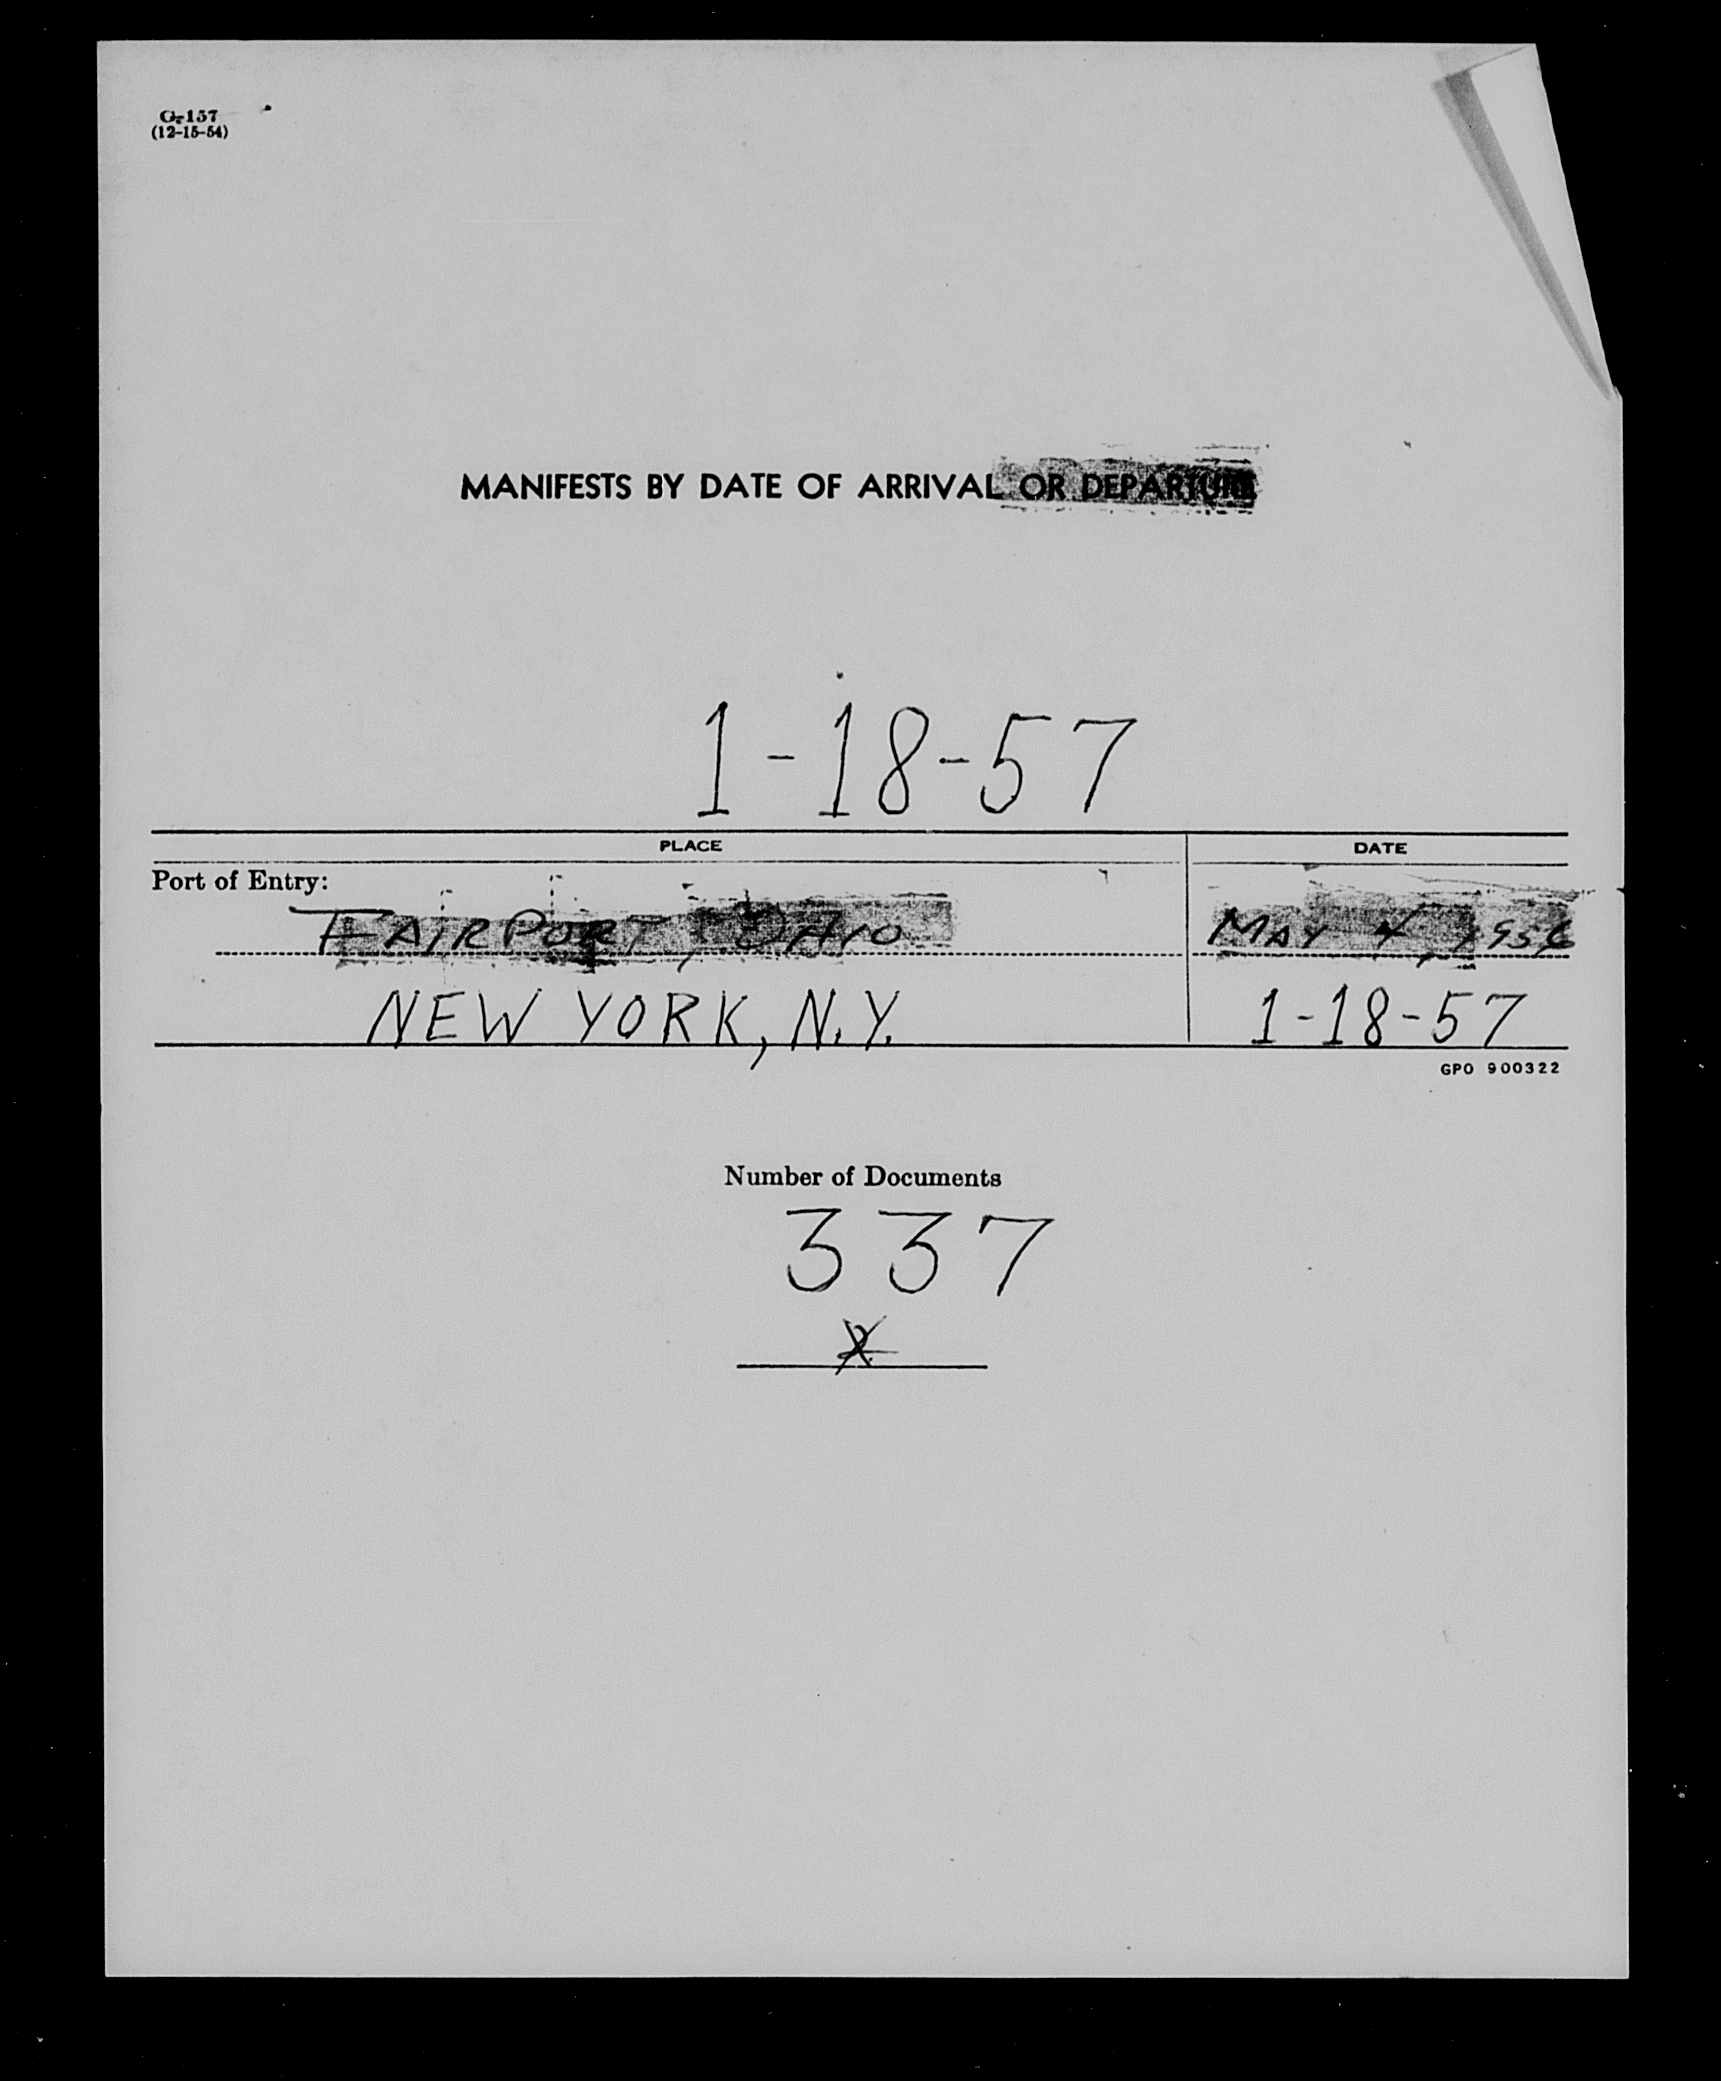 G-157
(12-15-54)
MANIFESTS BY DATE OF ARRIVAL OR DEPARTURE
1-18-57
PLACE DATE
Port of Entry:
FAIRPORT, OHIO MAY 4, 1956
NEW YORK, N.Y. 1-18-57
GPO 900322
Number of Documents
337